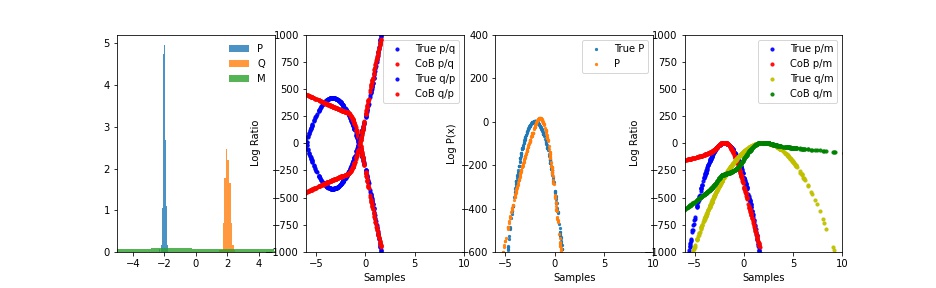 5
4
3
2
1
0
−4 −2 0 2 4
P
Q
M
Log Ratio
1000
750
500
250
0
−250
−500
−750
−1000
−5 0 5 10
Samples
True p/q
CoB p/q
True q/p
CoB q/p
Log P(x)
400
200
0
−200
−400
−600
−5 0 5 10
Samples
True P
P
Log Ratio
1000
750
500
250
0
−250
−500
−750
1000
−5 0 5 10
Samples
True p/m
CoB p/m
True q/m
CoB q/m